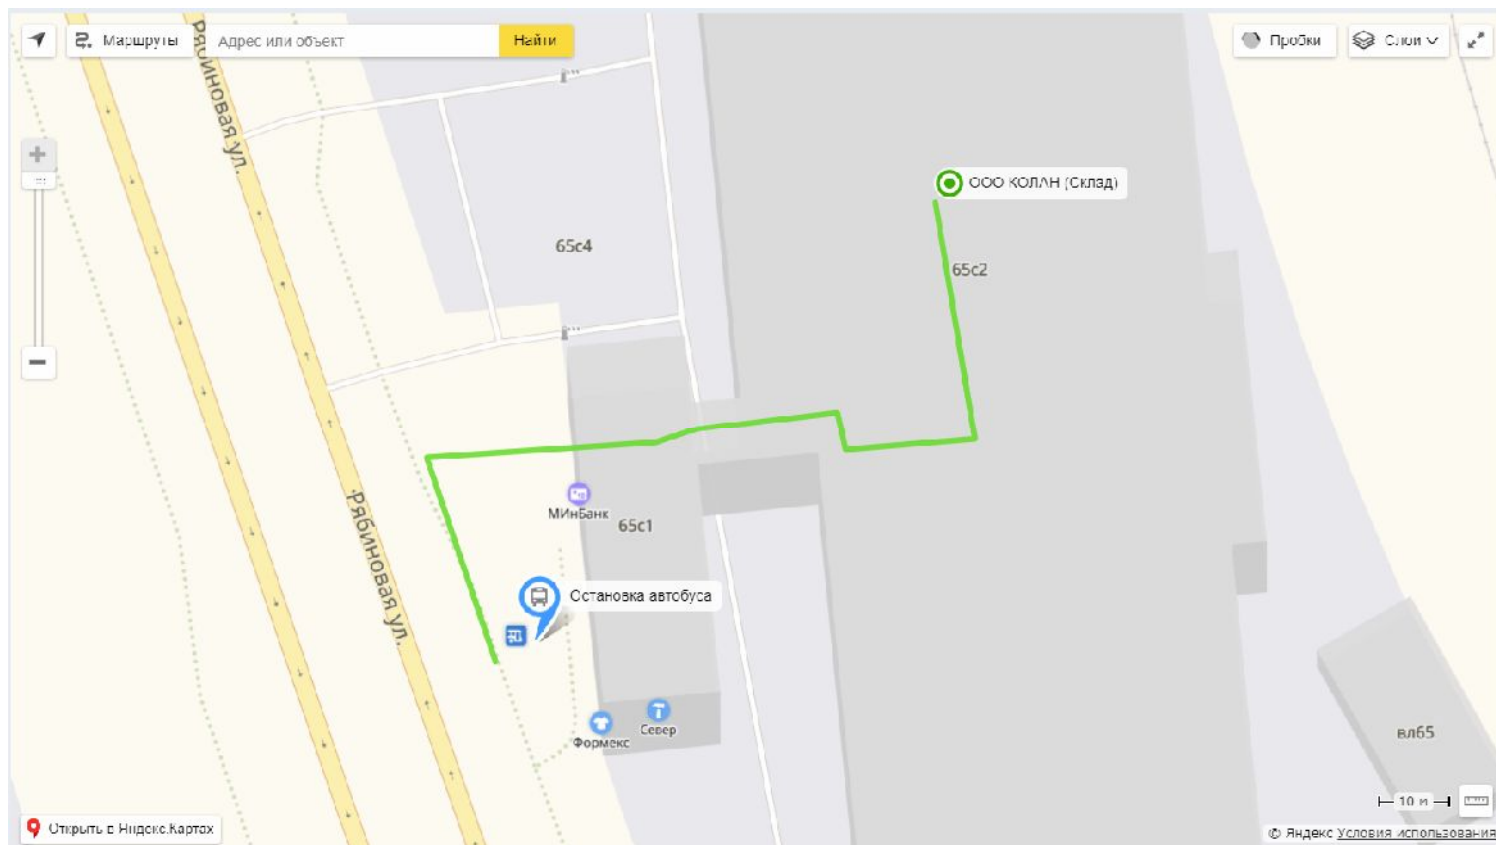 Маршруты
Адрес или объект
Найти
Пробки
Слои
Рябиновая ул.
ООО КОЛАН (Склад)
65с4
65с2
МИнБанк
65с1
Рябиновая ул.
Остановка автобуса
Формекс
Север
вл65
10 м
Открыть в Яндекс.Картах
© Яндекс Условия использования